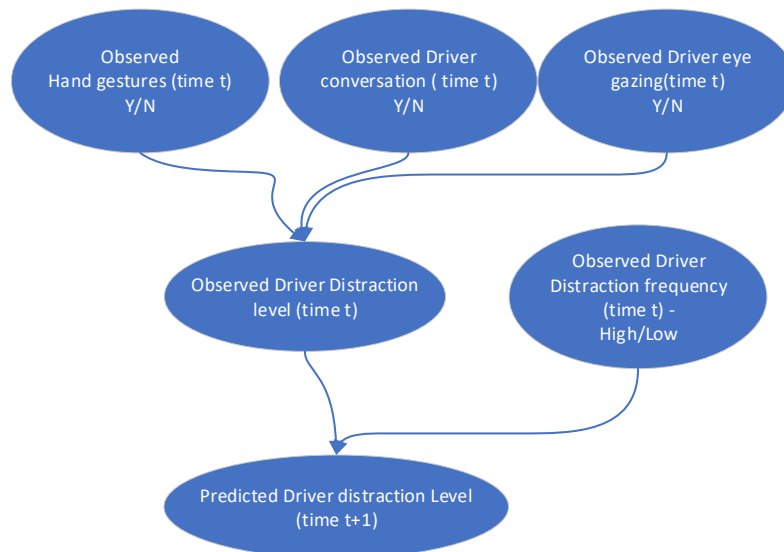 Observed
Hand gestures (time t)
Y/N
Observed Driver
conversation ( time t)
Y/N
Observed Driver eye
gazing(time t)
Y/N
Observed Driver Distraction
level (time t)
Observed Driver
Distraction frequency
(time t) -
High/Low
Predicted Driver distraction Level
(time t+1)